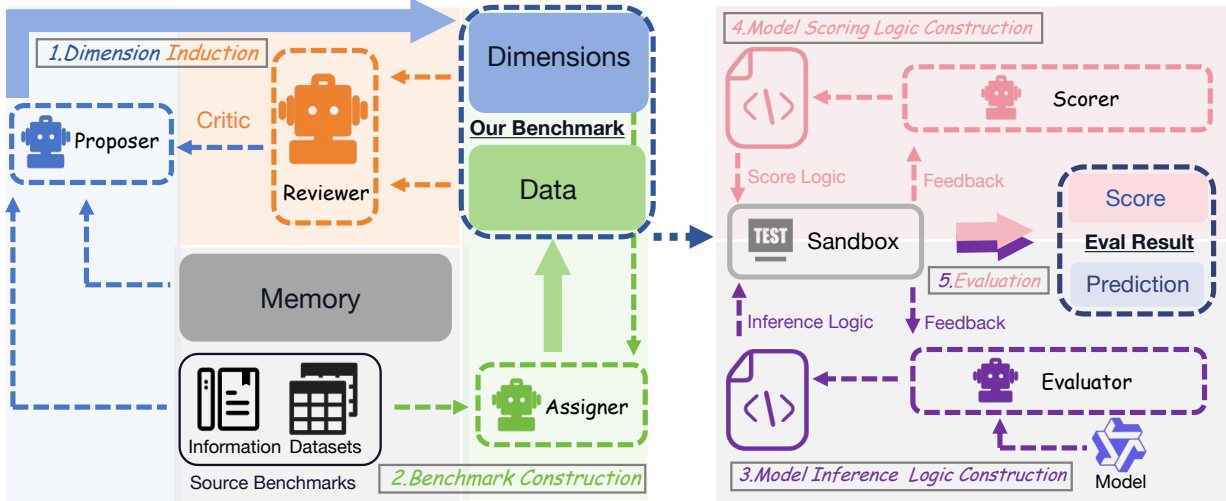 1.Dimension Induction
Dimensions
Our Benchmark
Data
Proposer
Critic
Reviewer
Memory
Information
Datasets
Source Benchmarks
Assigner
2.Benchmark Construction
4.Model Scoring Logic Construction
</>
Scorer
Score Logic
Feedback
TEST
Sandbox
Score
Eval Result
Prediction
5.Evaluation
Inference Logic
Feedback
</>
Evaluator
Model
3.Model Inference Logic Construction